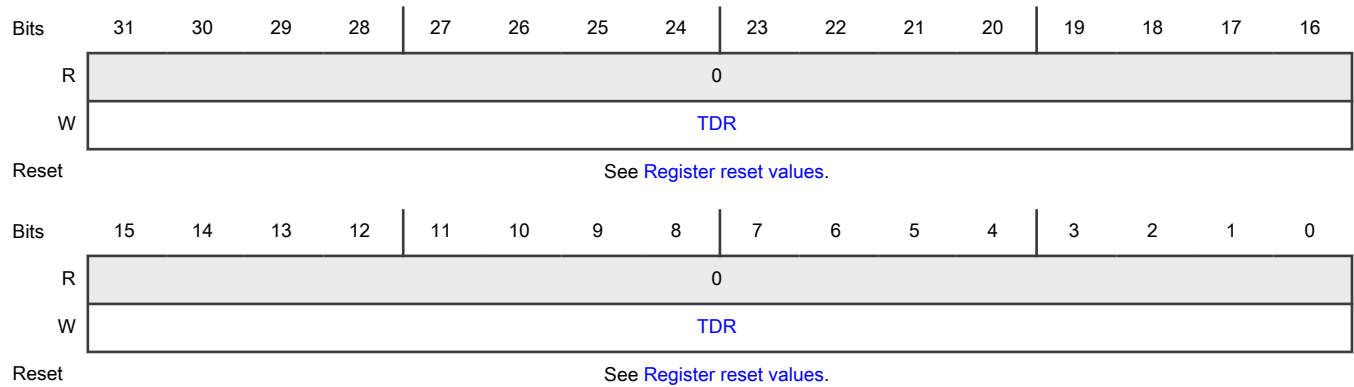 Bits 31 30 29 28 27 26 25 24 23 22 21 20 19 18 17 16
R 0
W TDR
Reset See Register reset values.
Bits 15 14 13 12 11 10 9 8 7 6 5 4 3 2 1 0
R 0
W TDR
Reset See Register reset values.